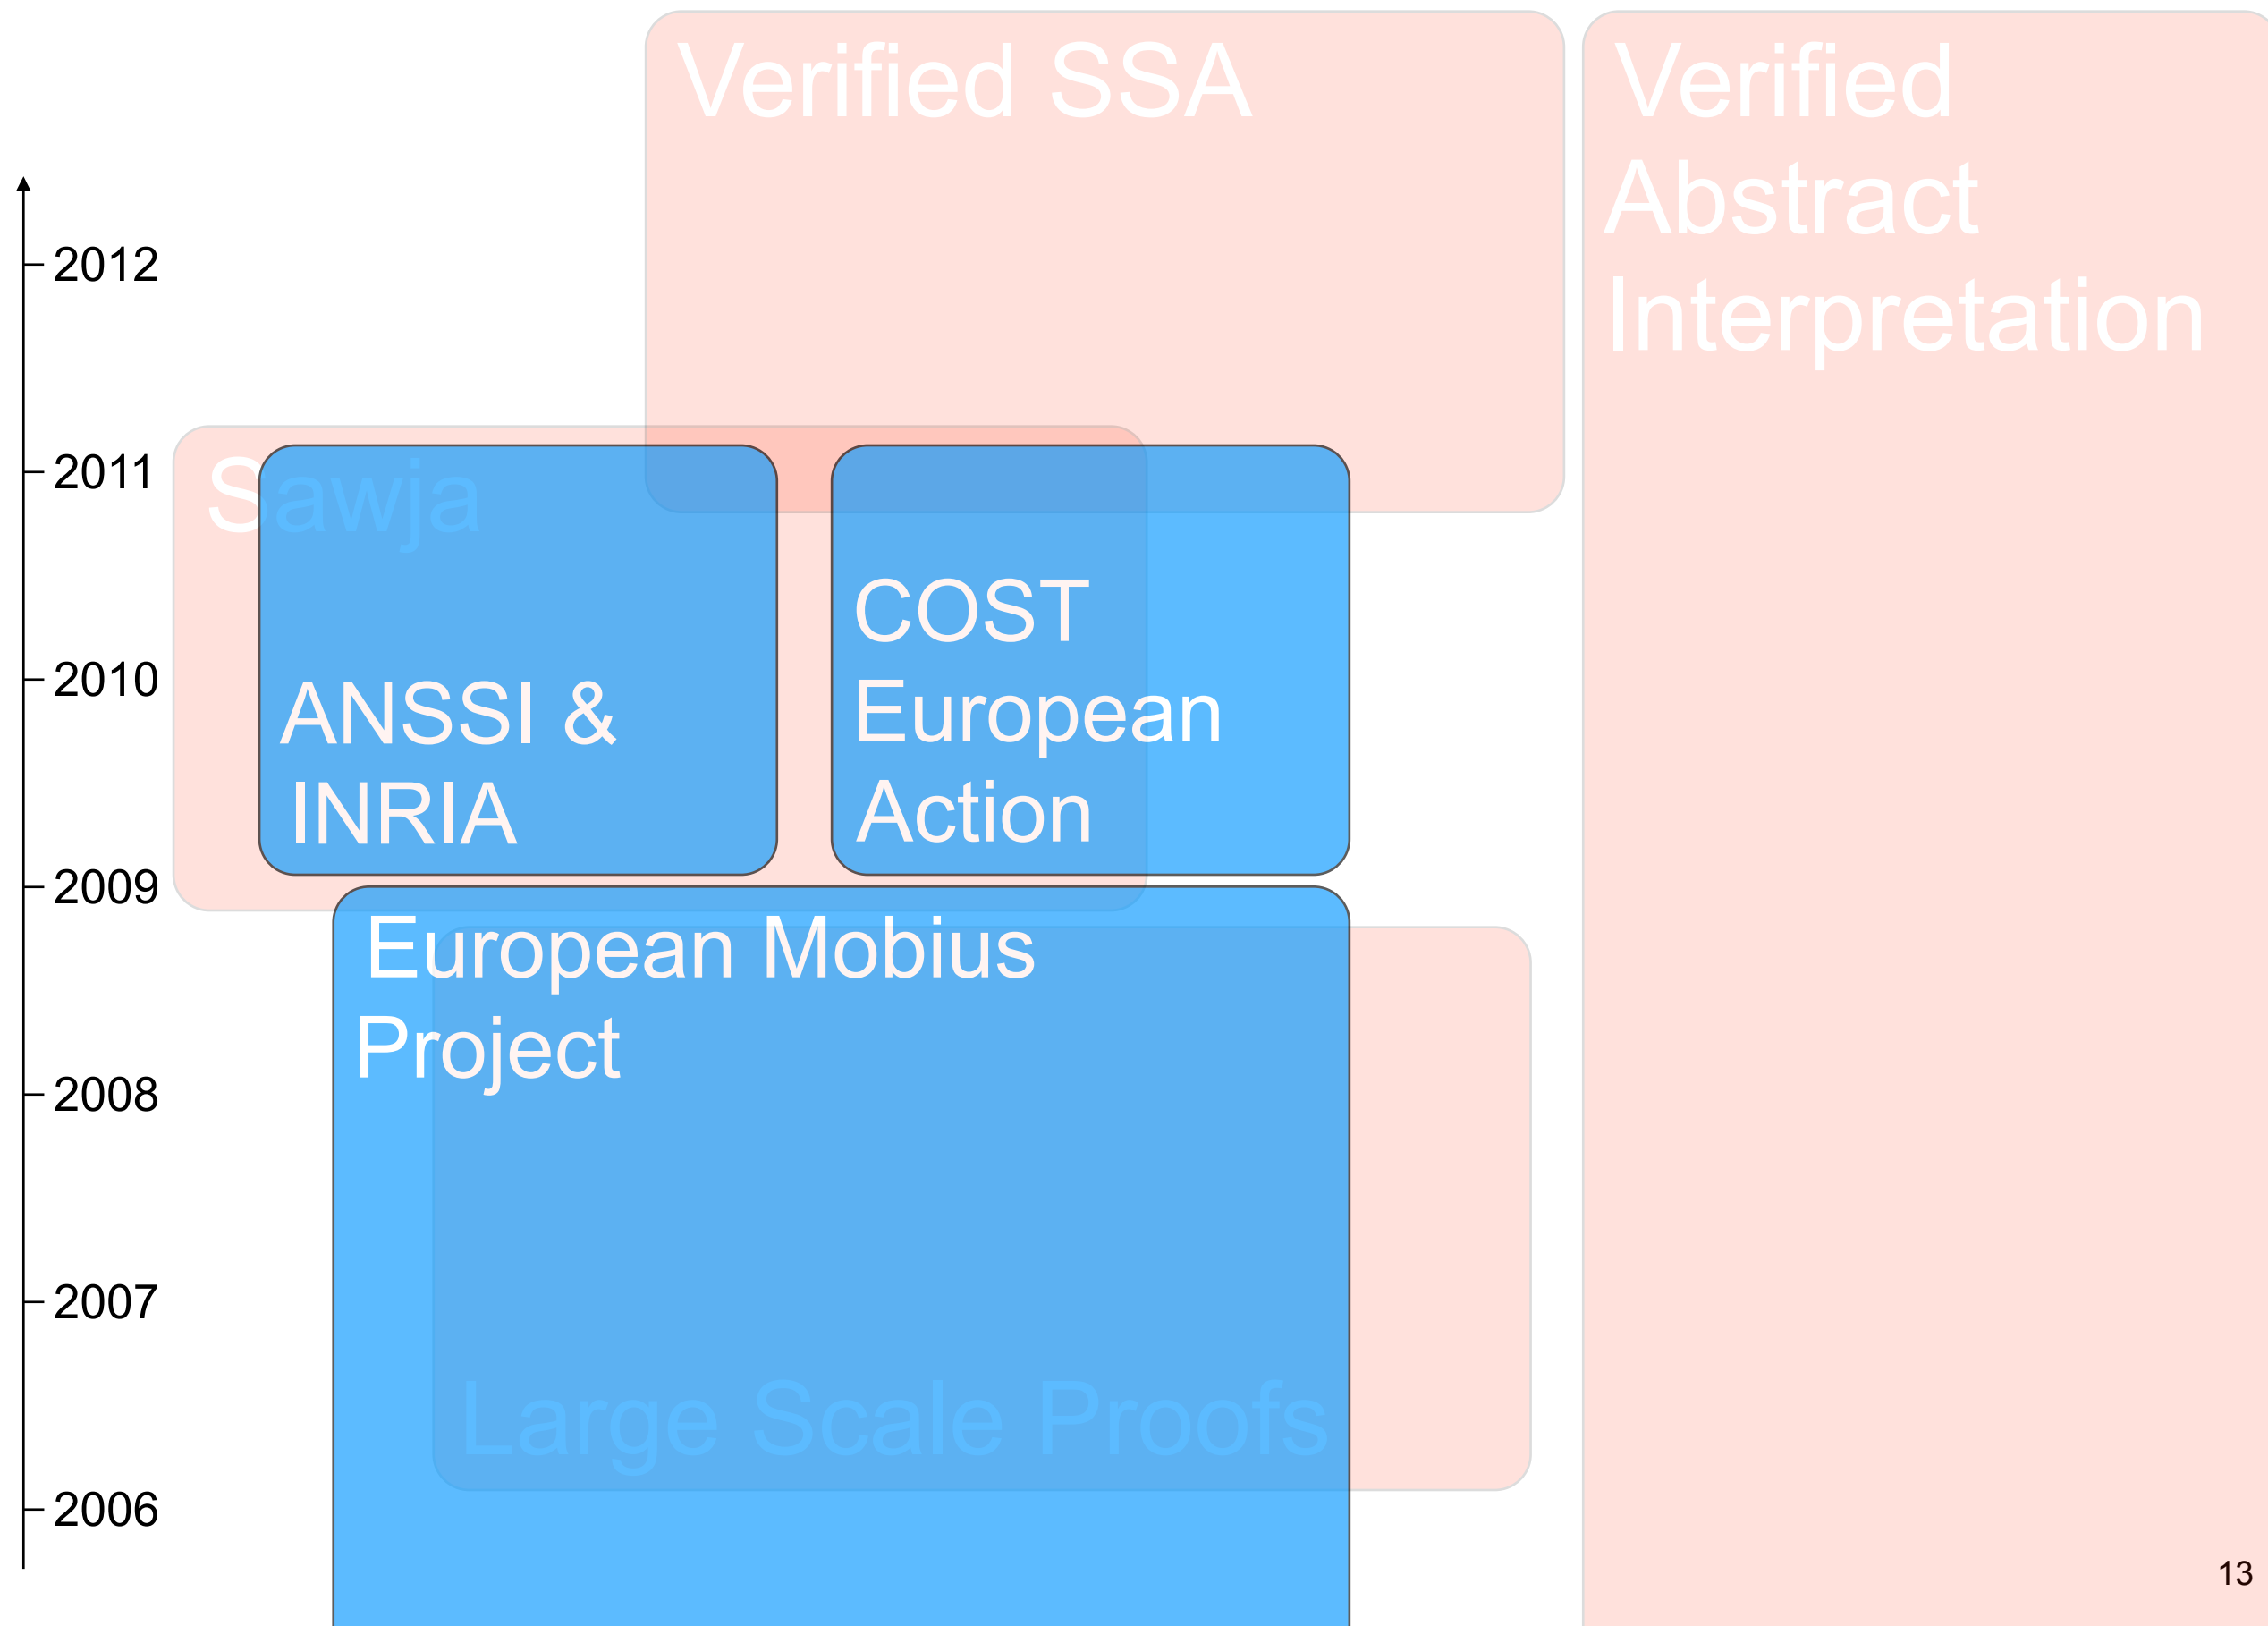 Verified SSA
Verified
Abstract
Interpretation
2012
2011
Sawja
COST
2010
ANSSI &
European
INRIA
Action
2009
European Mobius
Project
2008
2007
Large Scale Proofs
2006
13